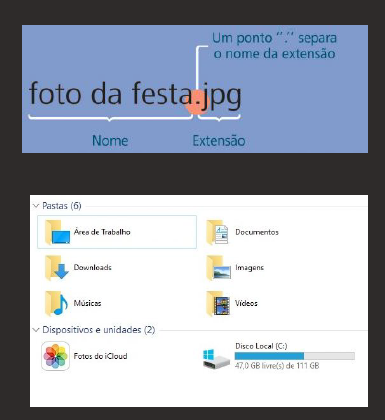 Um ponto “.” separa
o nome da extensão
foto da festa.jpg
Nome Extensão
Pastas (6)
Área de Trabalho Documentos
Downloads Imagens
Músicas Vídeos
Dispositivos e unidades (2)
Fotos do iCloud Disco Local (C:)
47,0 GB livre(s) de 111 GB